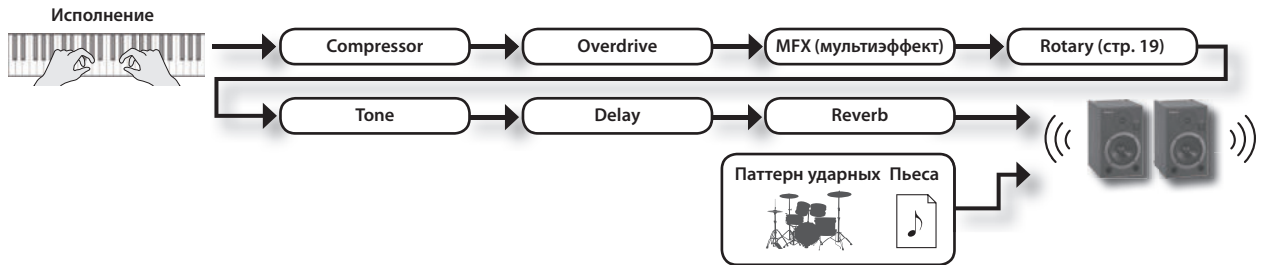 Исполнение
Compressor
Overdrive
MFX (мультиэффект)
Rotary (стр. 19)
Tone
Delay
Reverb
Паттерн ударных
Пьеса